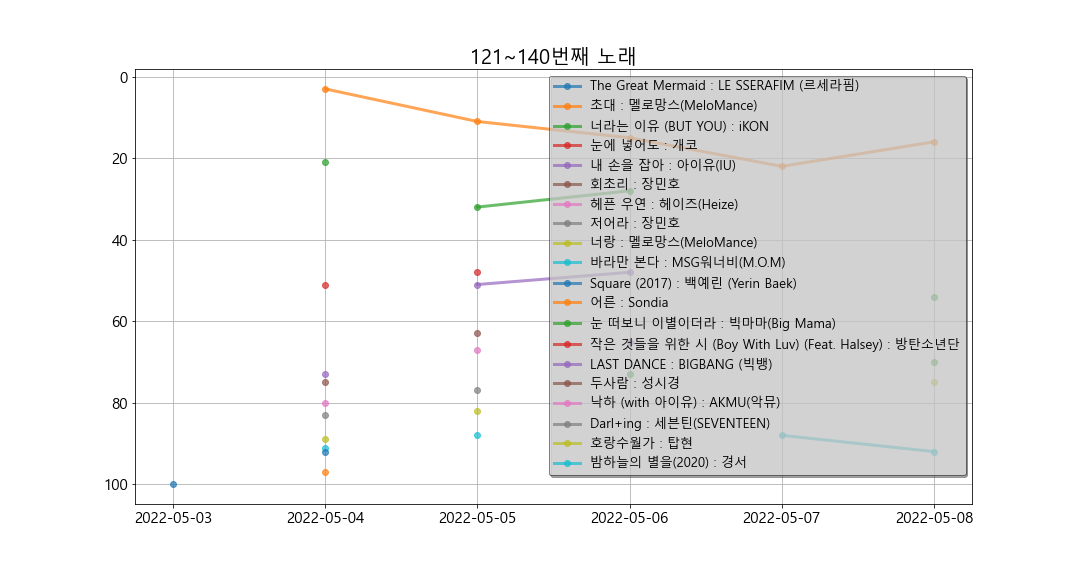 121~140번째 노래
0
20
40
60
80
100
The Great Mermaid : LE SSERAFIM (르세라핌)
초대 : 멜로망스(MeloMance)
너라는 이유 (BUT YOU) : iKON
눈에 넣어도 : 개코
내 손을 잡아 : 아이유(IU)
회초리 : 장민호
헤픈 우연 : 헤이즈(Heize)
저어라 : 장민호
너랑 : 멜로망스(MeloMance)
바라만 본다 : MSG워너비(M.O.M)
Square (2017) : 백예린 (Yerin Baek)
어른 : Sondia
눈 떠보니 이별이더라 : 빅마마(Big Mama)
작은 것들을 위한 시 (Boy With Luv) (Feat. Halsey) : 방탄소년단
LAST DANCE : BIGBANG (빅뱅)
두사람 : 성시경
낙하 (with 아이유) : AKMU(악뮤)
Darl+ing : 세븐틴(SEVENTEEN)
호랑수월가 : 탑현
밤하늘의 별을(2020) : 경서
2022-05-03
2022-05-04
2022-05-05
2022-05-06
2022-05-07
2022-05-08